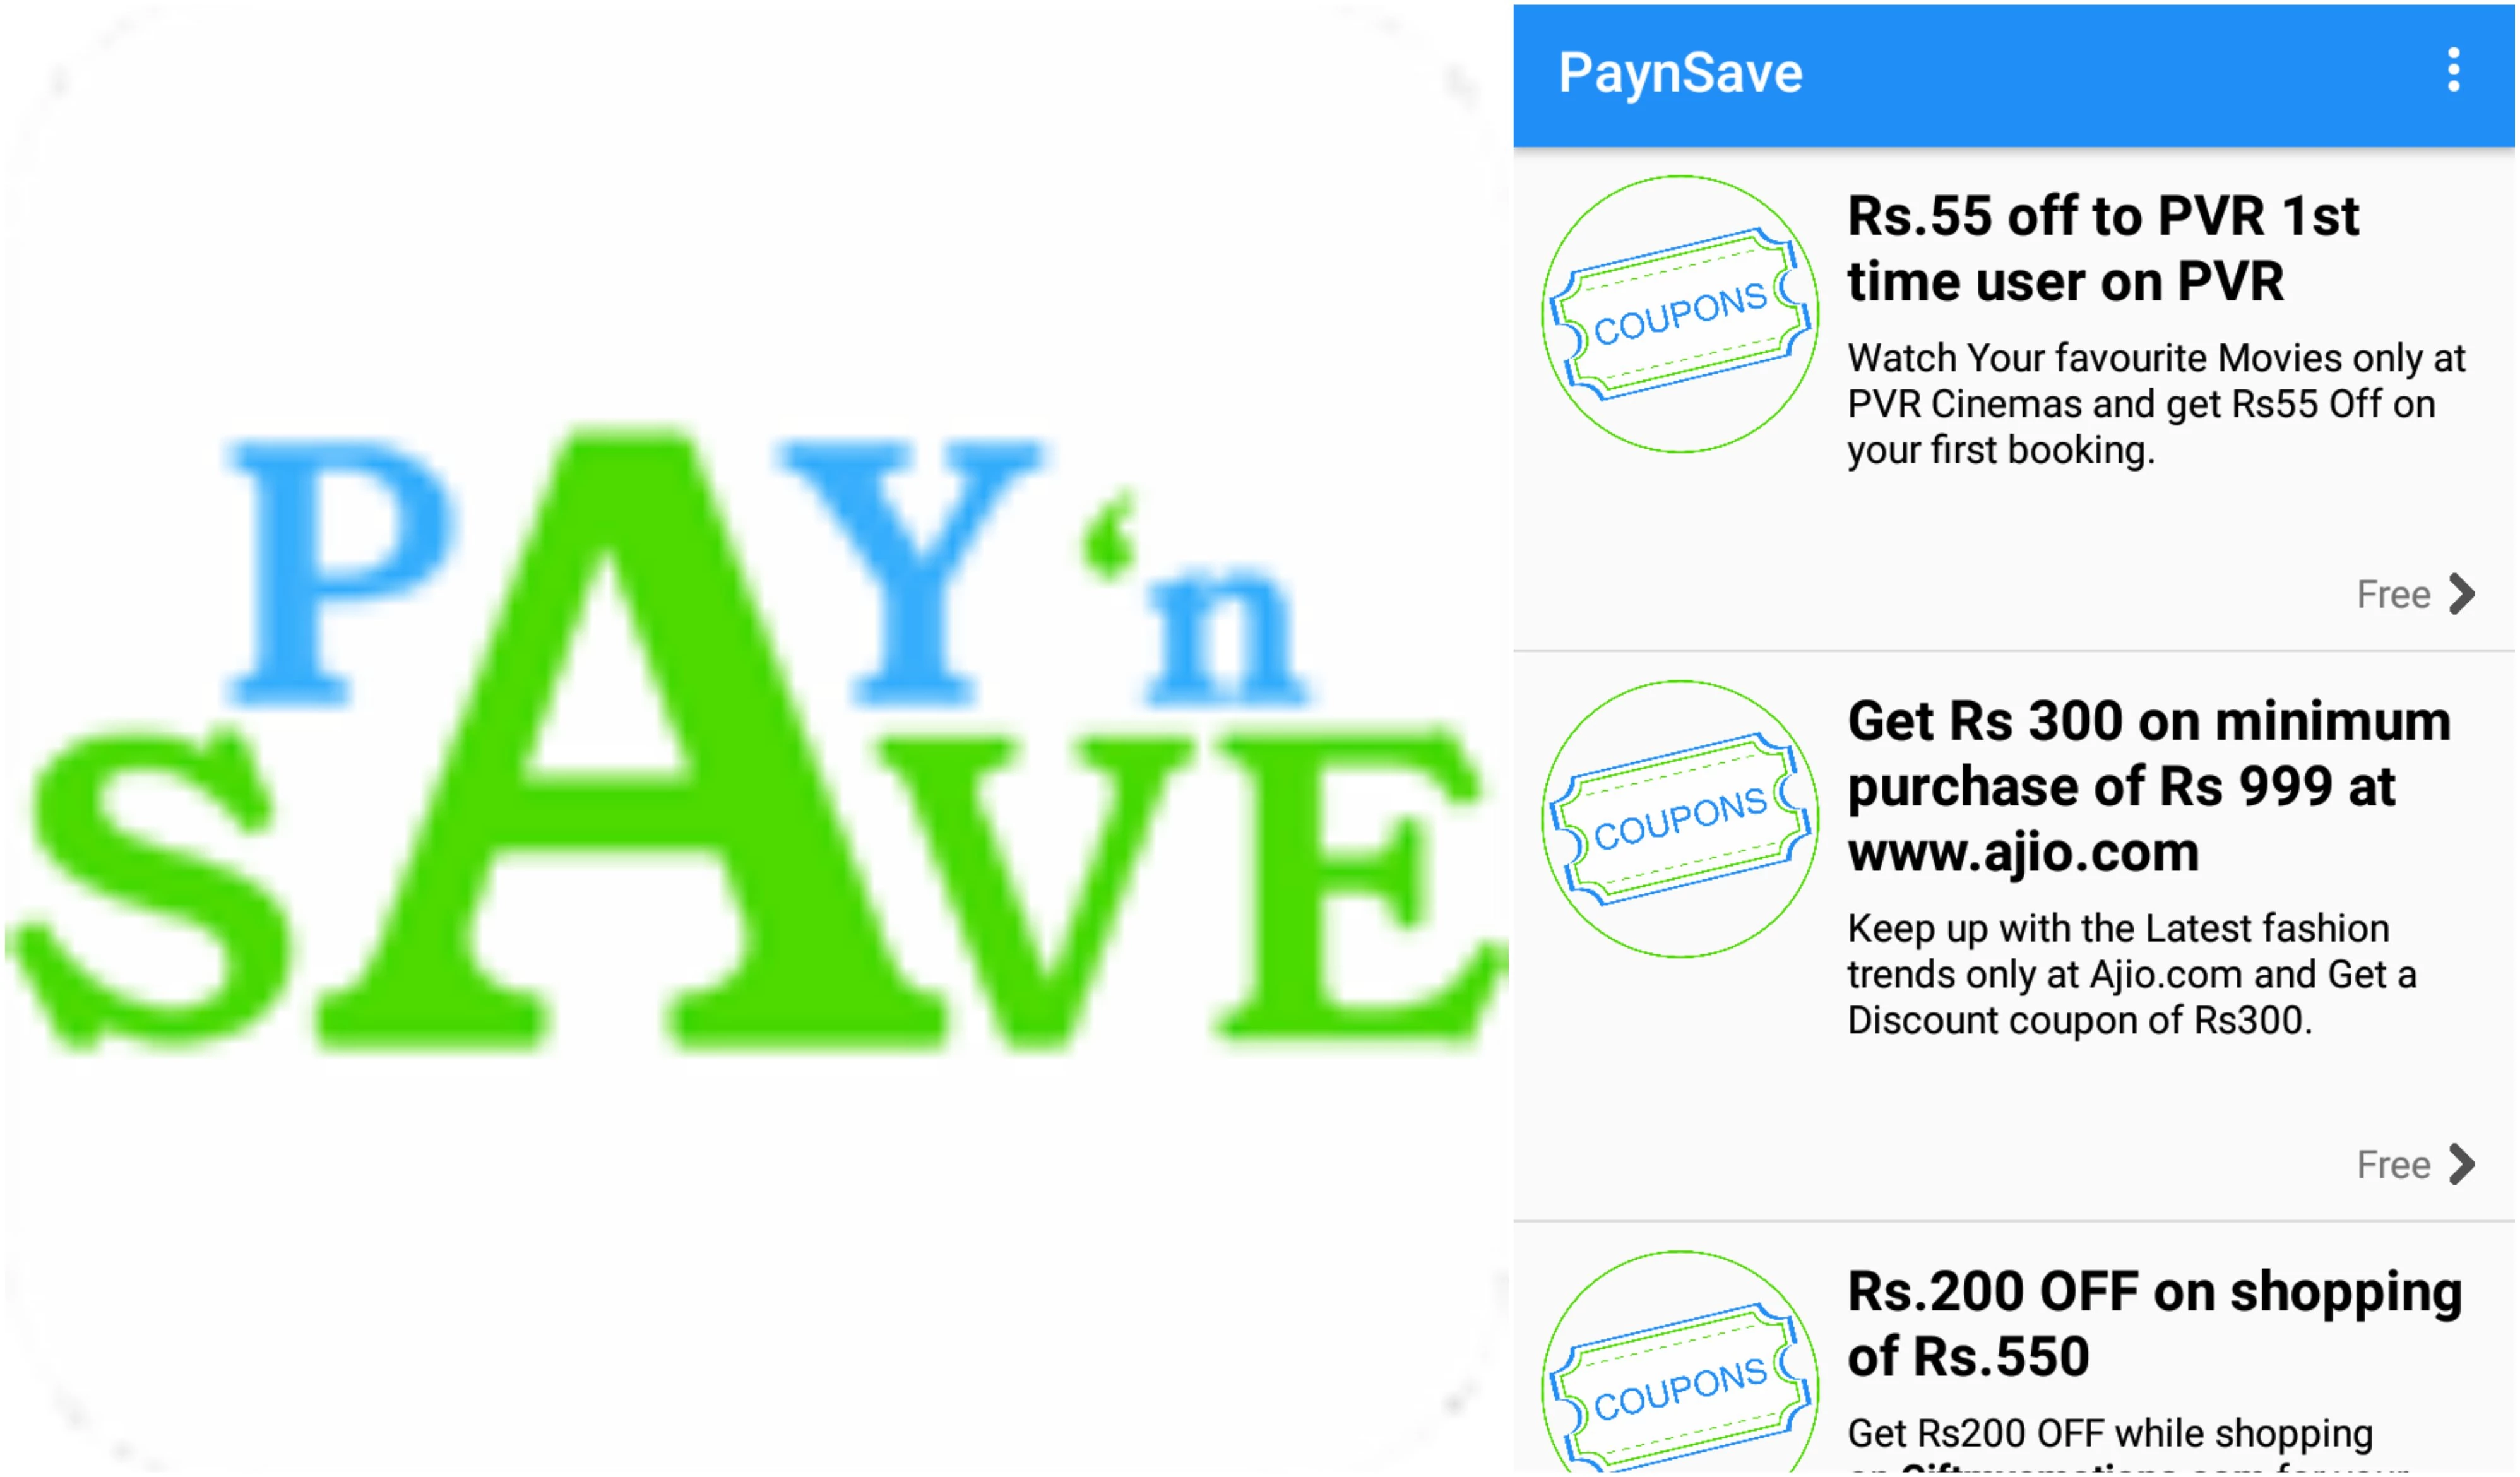 PAY 'n
SAVE
PaynSave
COUPONS
Rs.55 off to PVR 1st
time user on PVR
Watch Your favourite Movies only at
PVR Cinemas and get Rs55 Off on
your first booking.
Free
COUPONS
Get Rs 300 on minimum
purchase of Rs 999 at
www.ajio.com
Keep up with the Latest fashion
trends only at Ajio.com and Get a
Discount coupon of Rs300.
Free
COUPONS
Rs.200 OFF on shopping
of Rs.550
Get Rs200 OFF while shopping